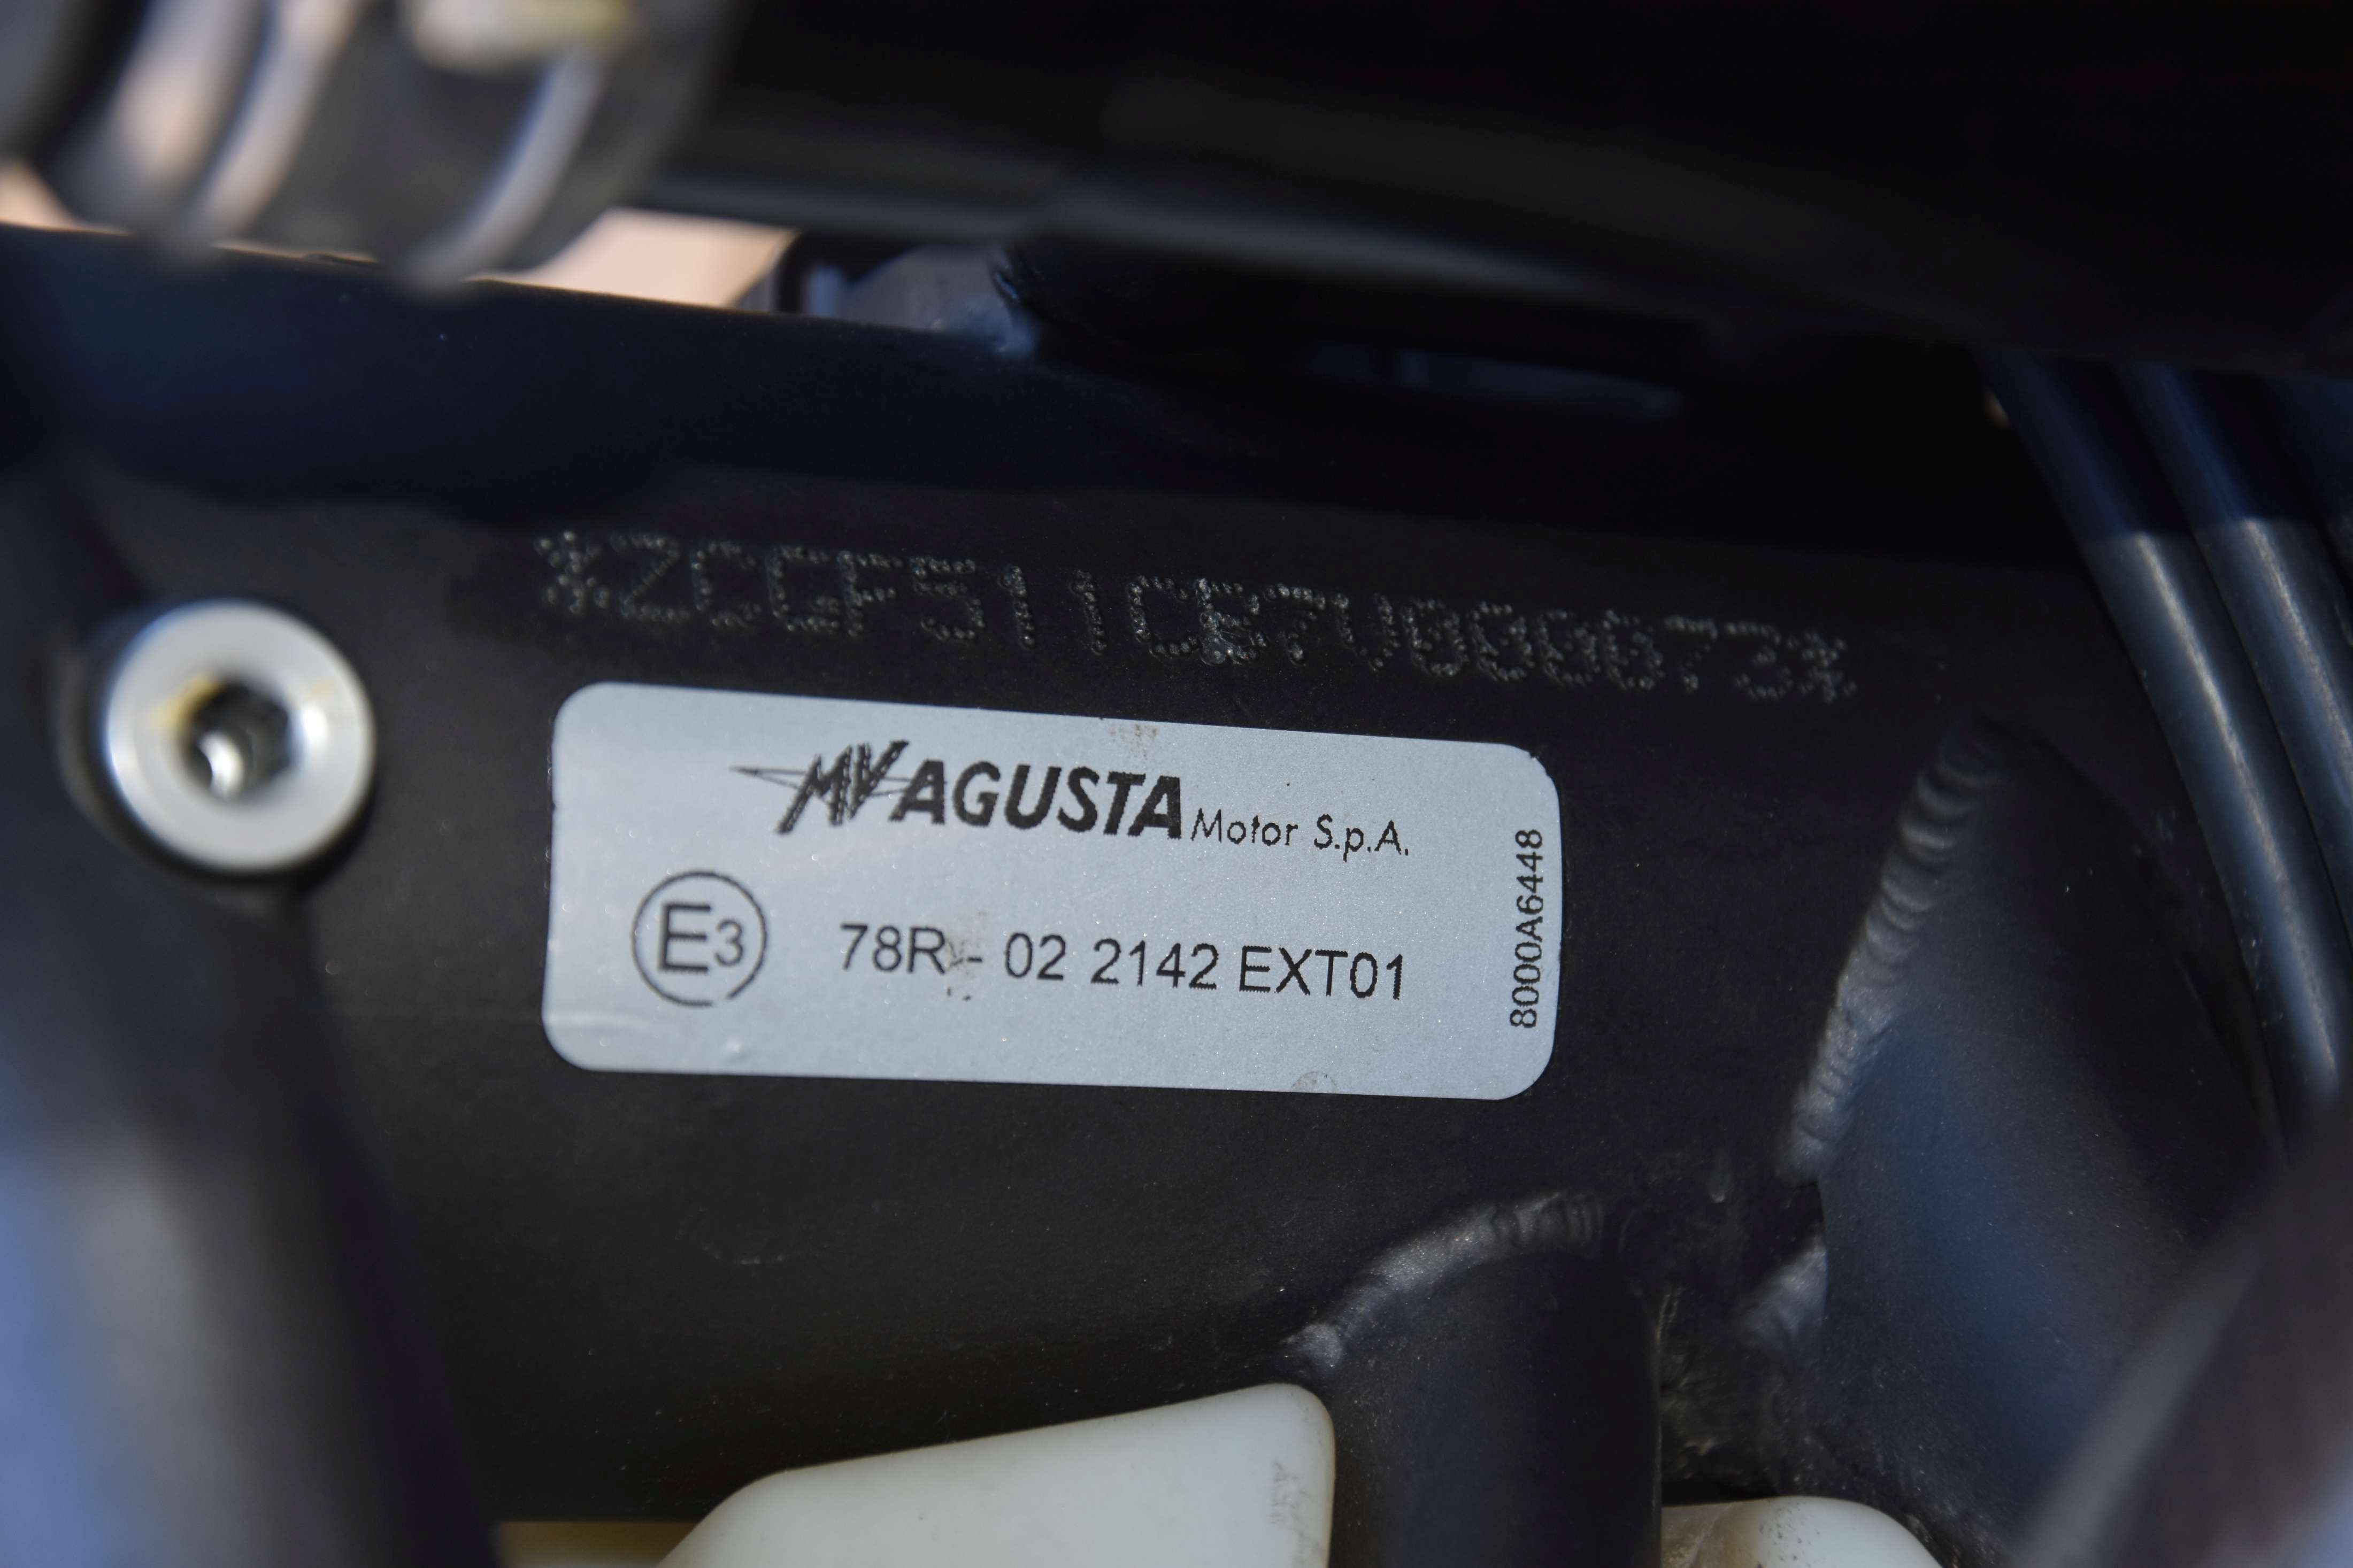 MV AGUSTA Motor S.p.A.
E3 78R - 02 2142 EXT01
8000A6448